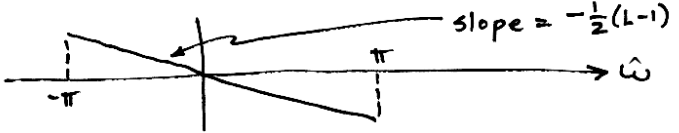 slope = -½(L-1)
π
-π
ω̂